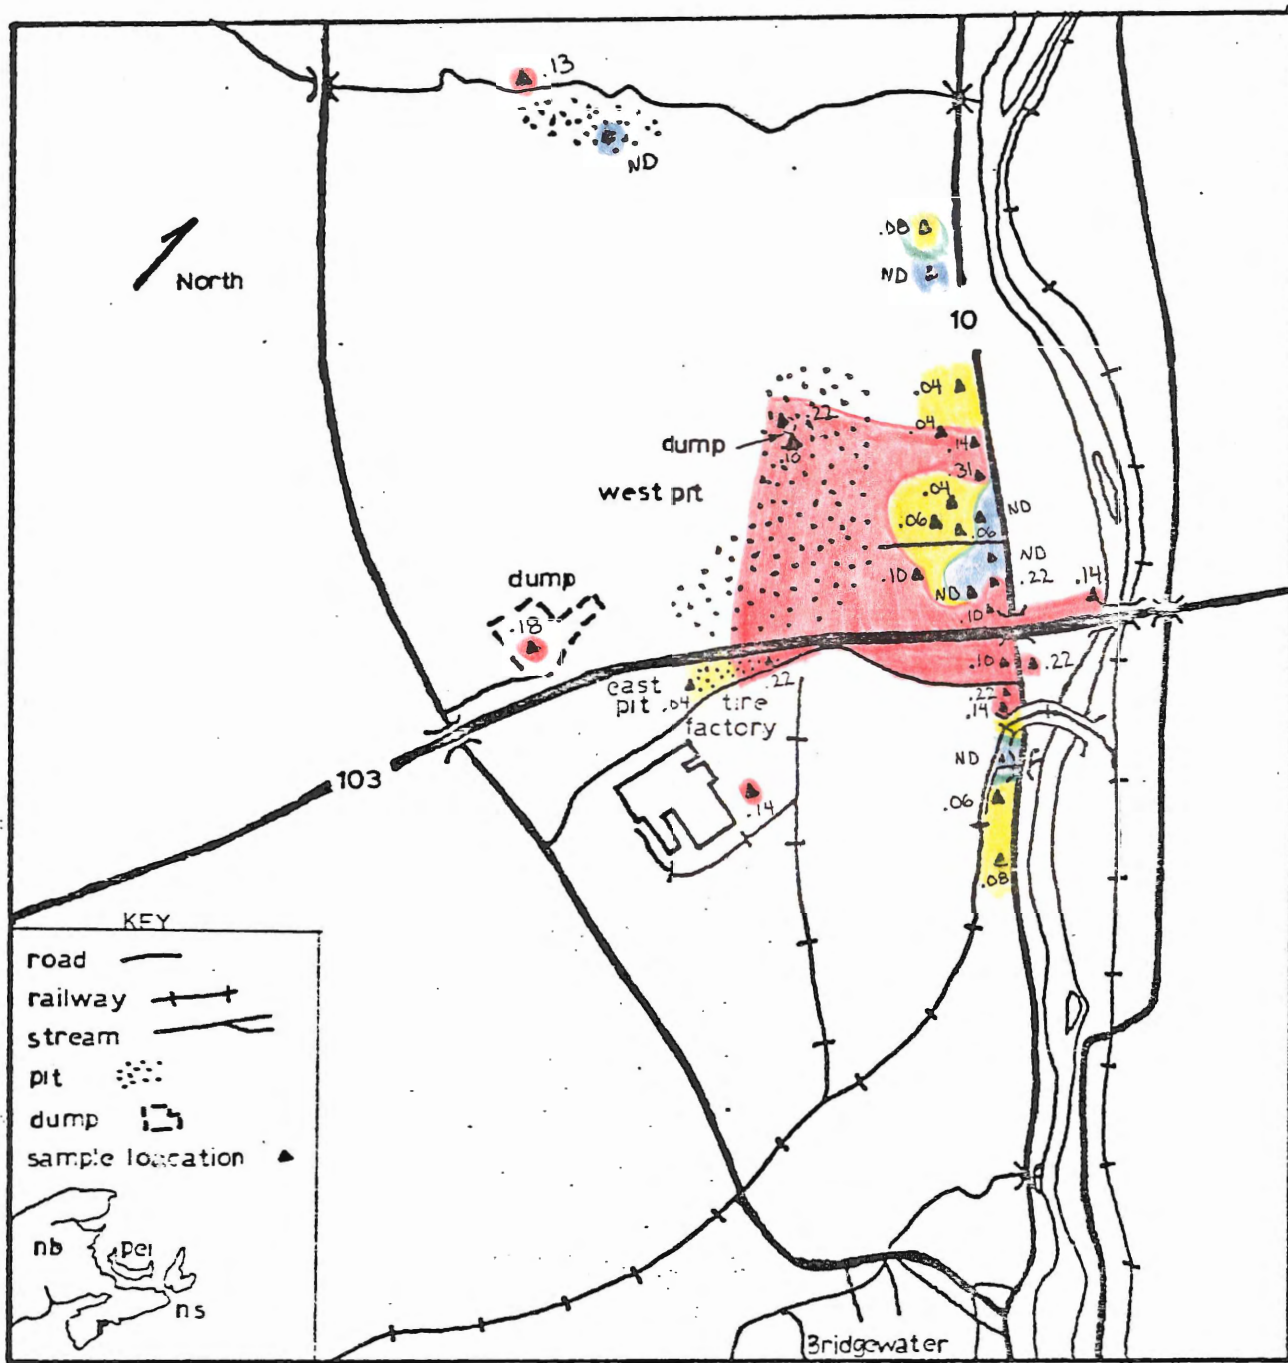 .13
ND
North
.08
ND
10
.04
.22
.04
dump
.14
.10
.31
west pit
.04
ND
.06
.06
ND
dump
.10
.22
.14
ND
.18
.10
.10
.22
east
pit
.04
.22
tire
factory
.22
.14
ND
103
.06
.14
.08
KEY
road
railway
stream
pit
dump
sample loacation
nb
pei
ns
Bridgewater